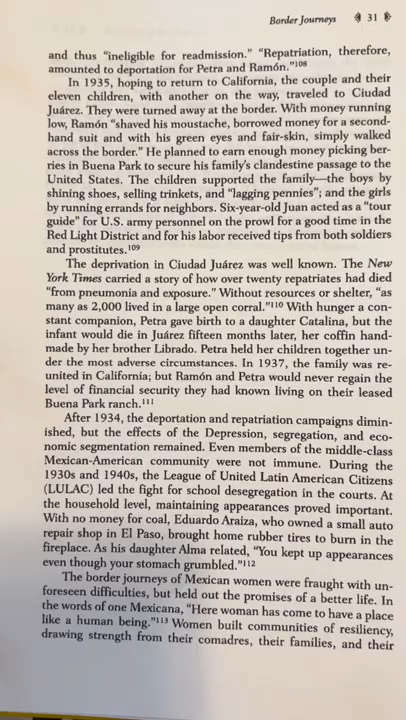 Border Journeys 31
and thus “ineligible for readmission.” “Repatriation, therefore,
amounted to deportation for Petra and Ramón.”108
In 1935, hoping to return to California, the couple and their
eleven children, with another on the way, traveled to Ciudad
Juárez. They were turned away at the border. With money running
low, Ramón “shaved his moustache, borrowed money for a second-
hand suit and with his green eyes and fair-skin, simply walked
across the border.” He planned to earn enough money picking ber-
ries in Buena Park to secure his family’s clandestine passage to the
United States. The children supported the family—the boys by
shining shoes, selling trinkets, and “lagging pennies”; and the girls
by running errands for neighbors. Six-year-old Juan acted as a “tour
guide” for U.S. army personnel on the prowl for a good time in the
Red Light District and for his labor received tips from both soldiers
and prostitutes.109
The deprivation in Ciudad Juárez was well known. The New
York Times carried a story of how over twenty repatriates had died
“from pneumonia and exposure.” Without resources or shelter, “as
many as 2,000 lived in a large open corral.”110 With hunger a con-
stant companion, Petra gave birth to a daughter Catalina, but the
infant would die in Juárez fifteen months later, her coffin hand-
made by her brother Librado. Petra held her children together un-
der the most adverse circumstances. In 1937, the family was re-
united in California; but Ramón and Petra would never regain the
level of financial security they had known living on their leased
Buena Park ranch.111
After 1934, the deportation and repatriation campaigns dimin-
ished, but the effects of the Depression, segregation, and eco-
nomic segmentation remained. Even members of the middle-class
Mexican-American community were not immune. During the
1930s and 1940s, the League of United Latin American Citizens
(LULAC) led the fight for school desegregation in the courts. At
the household level, maintaining appearances proved important.
With no money for coal, Eduardo Araiza, who owned a small auto
repair shop in El Paso, brought home rubber tires to burn in the
fireplace. As his daughter Alma related, “You kept up appearances
even though your stomach grumbled.”112
The border journeys of Mexican women were fraught with un-
foreseen difficulties, but held out the promises of a better life. In
the words of one Mexicana, “Here woman has come to have a place
like a human being.”113 Women built communities of resiliency,
drawing strength from their comadres, their families, and their